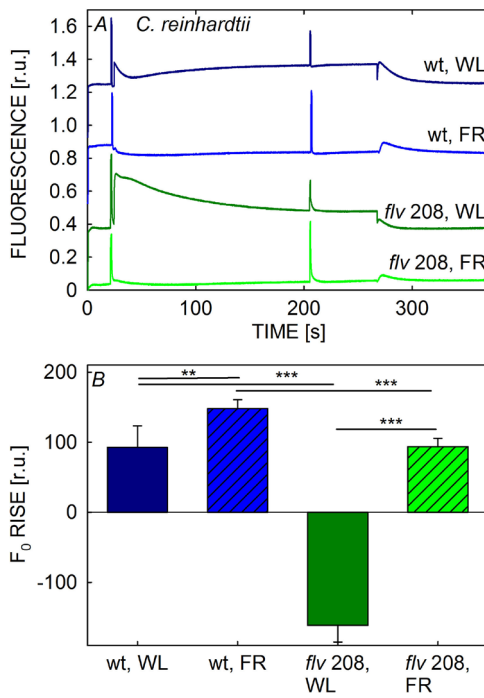 A C. reinhardtii
FLUORESCENCE [r.u.]
1.6
1.4
1.2
1.0
0.8
0.6
0.4
0.2
0
wt, WL
wt, FR
flv 208, WL
flv 208, FR
0 100 200 300
TIME [s]
B
F0 RISE [r.u.]
200
100
0
-100
** ***
***
***
wt, WL wt, FR flv 208, WL flv 208, FR